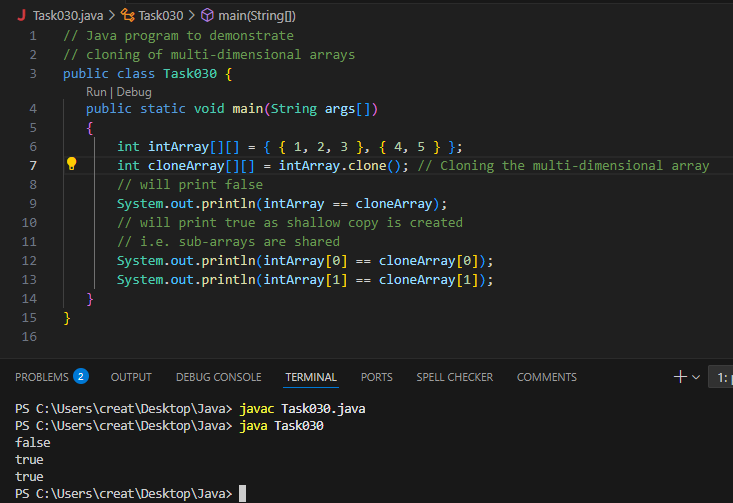 Task030.java > Task030 > main(String[])
1 // Java program to demonstrate
2 // cloning of multi-dimensional arrays
3 public class Task030 {
Run | Debug
4 public static void main(String args[])
5 {
6 int intArray[][] = { { 1, 2, 3 }, { 4, 5 } };
7 int cloneArray[][] = intArray.clone(); // Cloning the multi-dimensional array
8 // will print false
9 System.out.println(intArray == cloneArray);
10 // will print true as shallow copy is created
11 // i.e. sub-arrays are shared
12 System.out.println(intArray[0] == cloneArray[0]);
13 System.out.println(intArray[1] == cloneArray[1]);
14 }
15 }
16
PROBLEMS 2 OUTPUT DEBUG CONSOLE TERMINAL PORTS SPELL CHECKER COMMENTS + 1:
PS C:\Users\creat\Desktop\Java> javac Task030.java
PS C:\Users\creat\Desktop\Java> java Task030
false
true
true
PS C:\Users\creat\Desktop\Java>